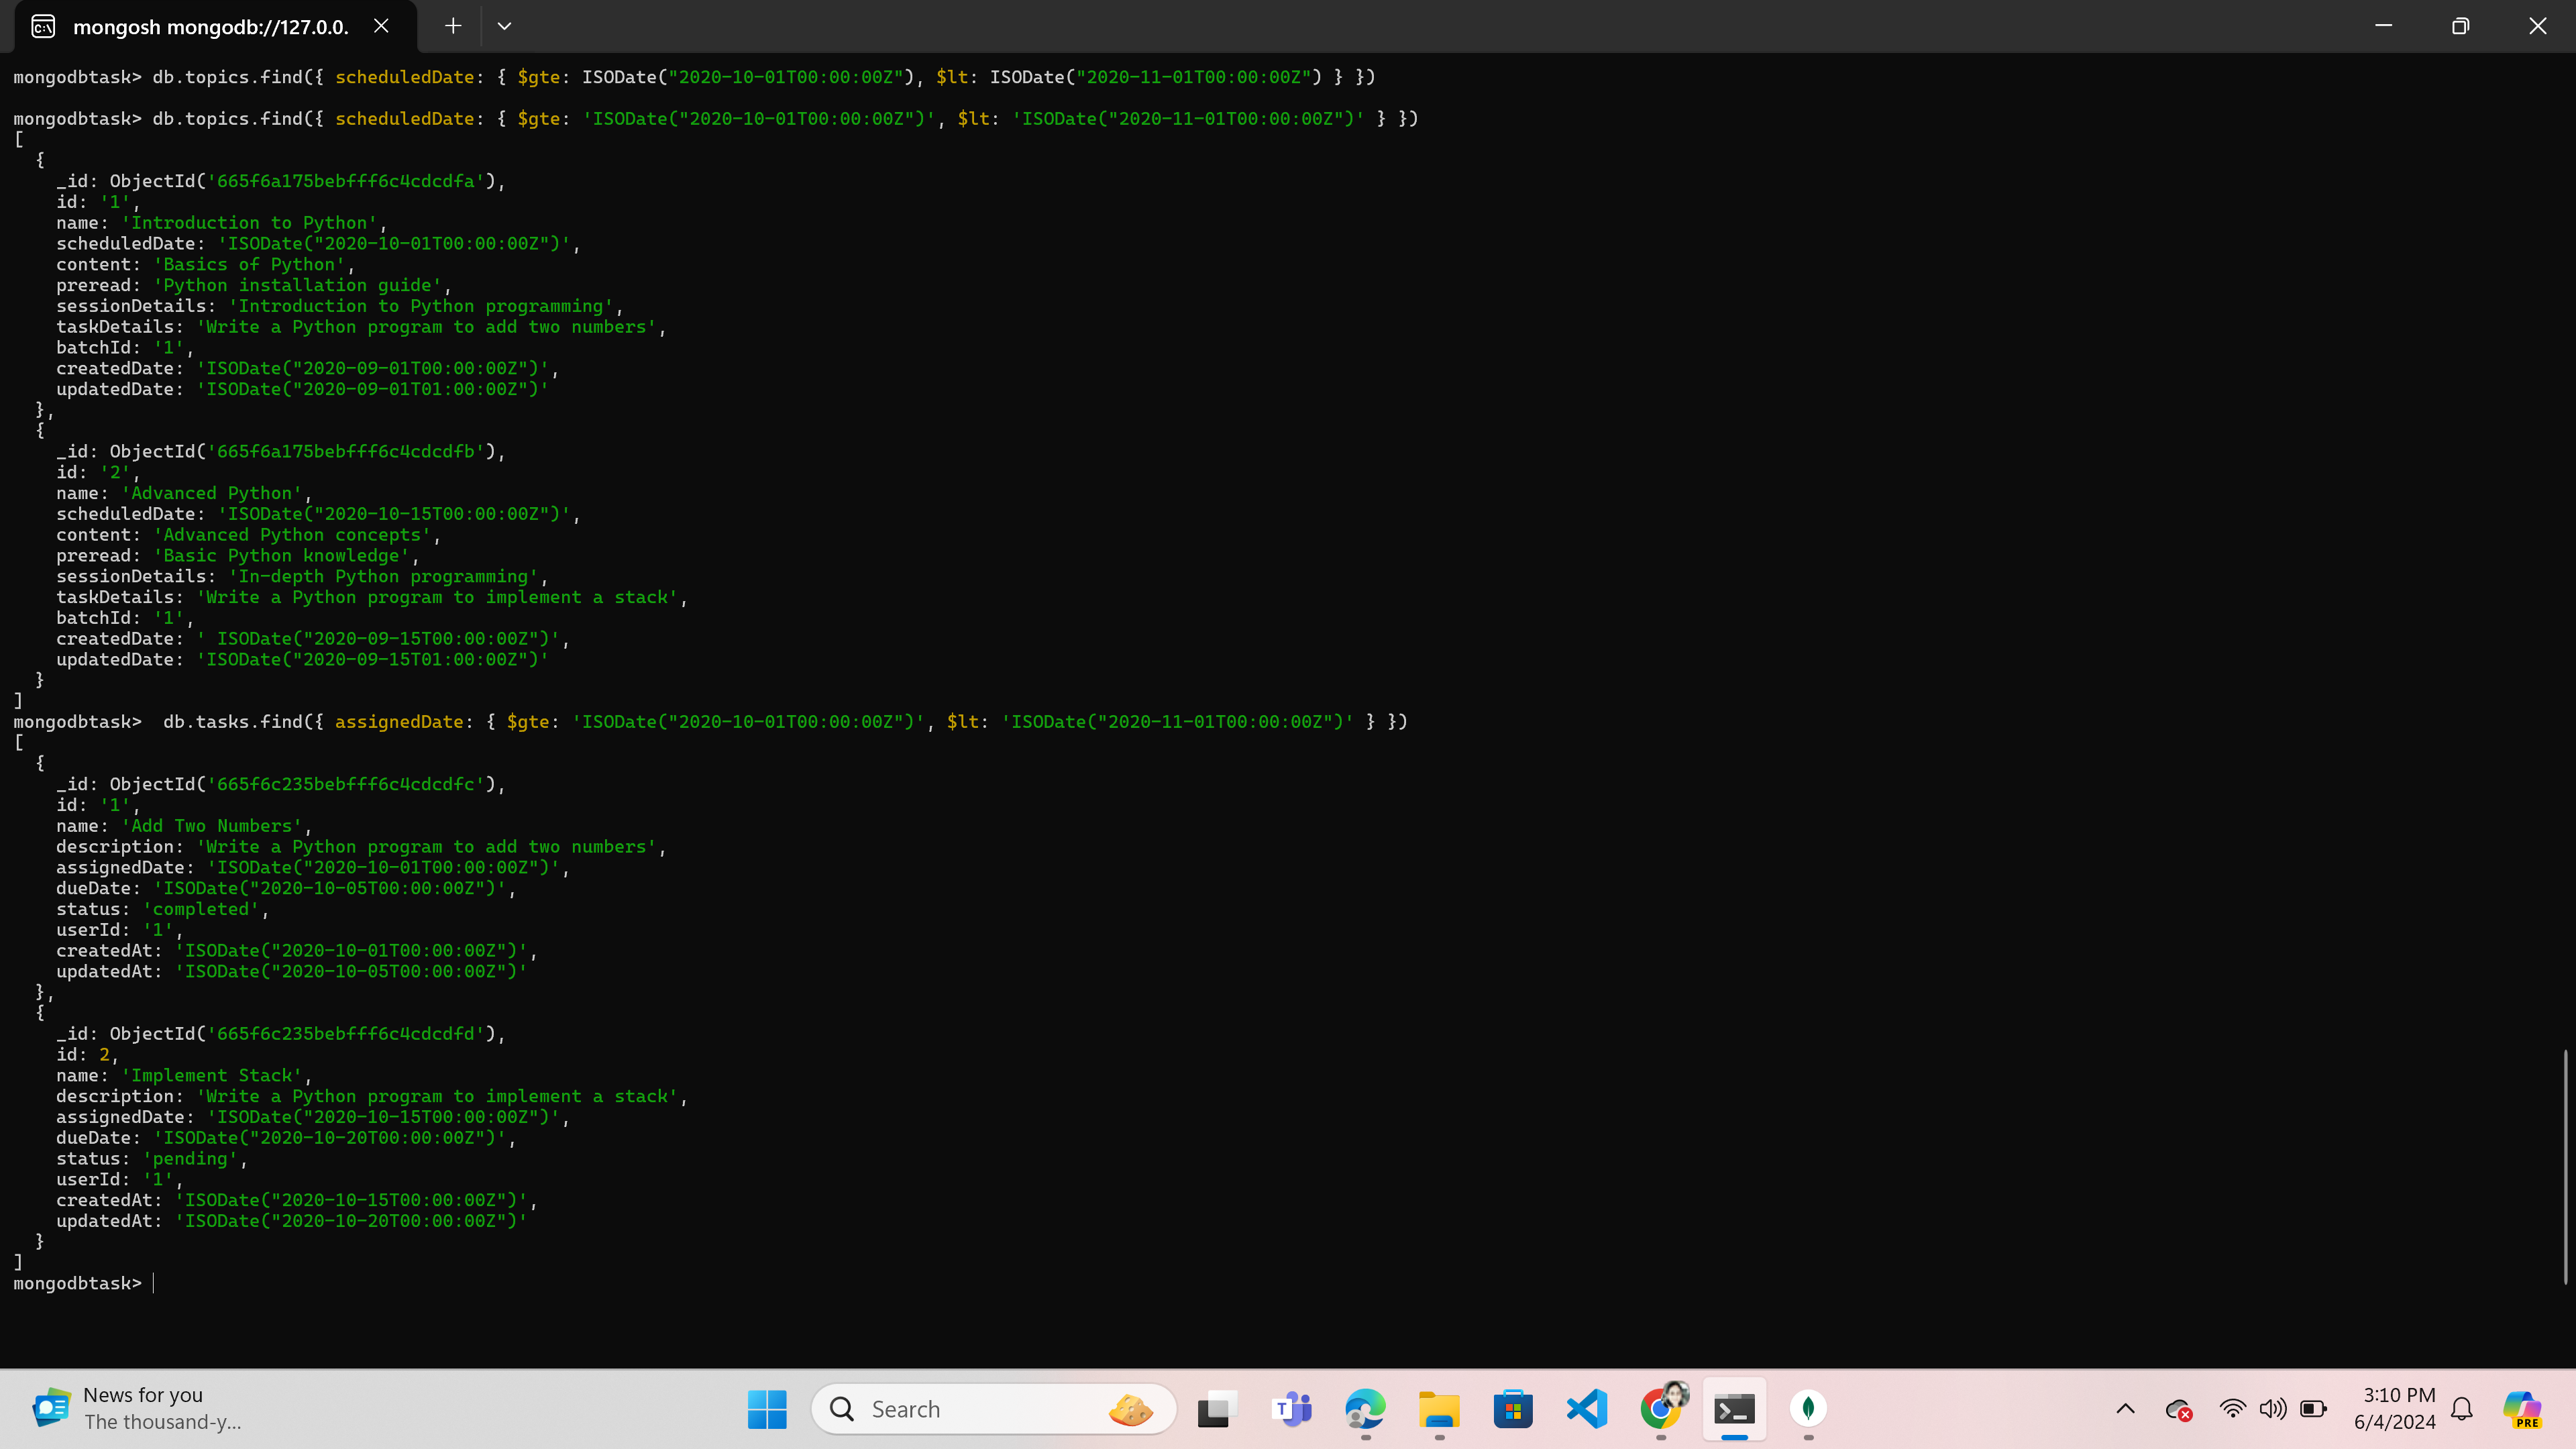 mongosh mongodb://127.0.0.
mongodbtask> db.topics.find({ scheduledDate: { $gte: ISODate("2020-10-01T00:00:00Z"), $lt: ISODate("2020-11-01T00:00:00Z") } })
mongodbtask> db.topics.find({ scheduledDate: { $gte: 'ISODate("2020-10-01T00:00:00Z")', $lt: 'ISODate("2020-11-01T00:00:00Z")' } })
[
  {
    _id: ObjectId('665f6a175bebfff6c4cdcdfa'),
    id: '1',
    name: 'Introduction to Python',
    scheduledDate: 'ISODate("2020-10-01T00:00:00Z")',
    content: 'Basics of Python',
    preread: 'Python installation guide',
    sessionDetails: 'Introduction to Python programming',
    taskDetails: 'Write a Python program to add two numbers',
    batchId: '1',
    createdDate: 'ISODate("2020-09-01T00:00:00Z")',
    updatedDate: 'ISODate("2020-09-01T01:00:00Z")'
  },
  {
    _id: ObjectId('665f6a175bebfff6c4cdcdfb'),
    id: '2',
    name: 'Advanced Python',
    scheduledDate: 'ISODate("2020-10-15T00:00:00Z")',
    content: 'Advanced Python concepts',
    preread: 'Basic Python knowledge',
    sessionDetails: 'In-depth Python programming',
    taskDetails: 'Write a Python program to implement a stack',
    batchId: '1',
    createdDate: ' ISODate("2020-09-15T00:00:00Z")',
    updatedDate: 'ISODate("2020-09-15T01:00:00Z")'
  }
]
mongodbtask>  db.tasks.find({ assignedDate: { $gte: 'ISODate("2020-10-01T00:00:00Z")', $lt: 'ISODate("2020-11-01T00:00:00Z")' } })
[
  {
    _id: ObjectId('665f6c235bebfff6c4cdcdfc'),
    id: '1',
    name: 'Add Two Numbers',
    description: 'Write a Python program to add two numbers',
    assignedDate: 'ISODate("2020-10-01T00:00:00Z")',
    dueDate: 'ISODate("2020-10-05T00:00:00Z")',
    status: 'completed',
    userId: '1',
    createdAt: 'ISODate("2020-10-01T00:00:00Z")',
    updatedAt: 'ISODate("2020-10-05T00:00:00Z")'
  },
  {
    _id: ObjectId('665f6c235bebfff6c4cdcdfd'),
    id: 2,
    name: 'Implement Stack',
    description: 'Write a Python program to implement a stack',
    assignedDate: 'ISODate("2020-10-15T00:00:00Z")',
    dueDate: 'ISODate("2020-10-20T00:00:00Z")',
    status: 'pending',
    userId: '1',
    createdAt: 'ISODate("2020-10-15T00:00:00Z")',
    updatedAt: 'ISODate("2020-10-20T00:00:00Z")'
  }
]
mongodbtask>
News for you
The thousand-y...
Search
3:10 PM
6/4/2024
PRE